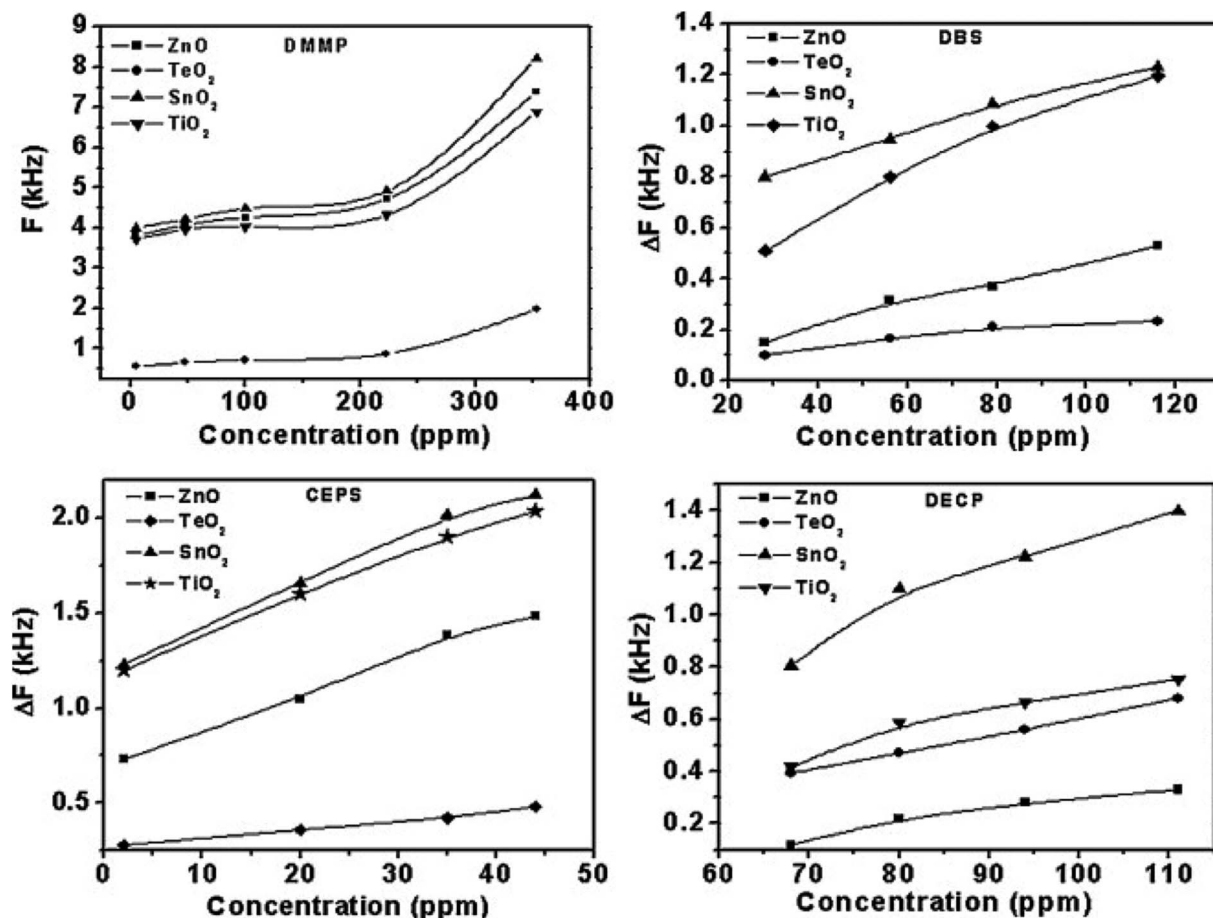 DMMP
ZnO
TeO₂
SnO₂
TiO₂
9
8
7
6
5
4
3
2
1
F (kHz)
0 100 200 300 400
Concentration (ppm)
DBS
ZnO
TeO₂
SnO₂
TiO₂
1.4
1.2
1.0
0.8
0.6
0.4
0.2
0.0
ΔF (kHz)
20 40 60 80 100 120
Concentration (ppm)
CEPS
ZnO
TeO₂
SnO₂
TiO₂
2.0
1.5
1.0
0.5
ΔF (kHz)
0 10 20 30 40 50
Concentration (ppm)
DECP
ZnO
TeO₂
SnO₂
TiO₂
1.4
1.2
1.0
0.8
0.6
0.4
0.2
ΔF (kHz)
60 70 80 90 100 110
Concentration (ppm)